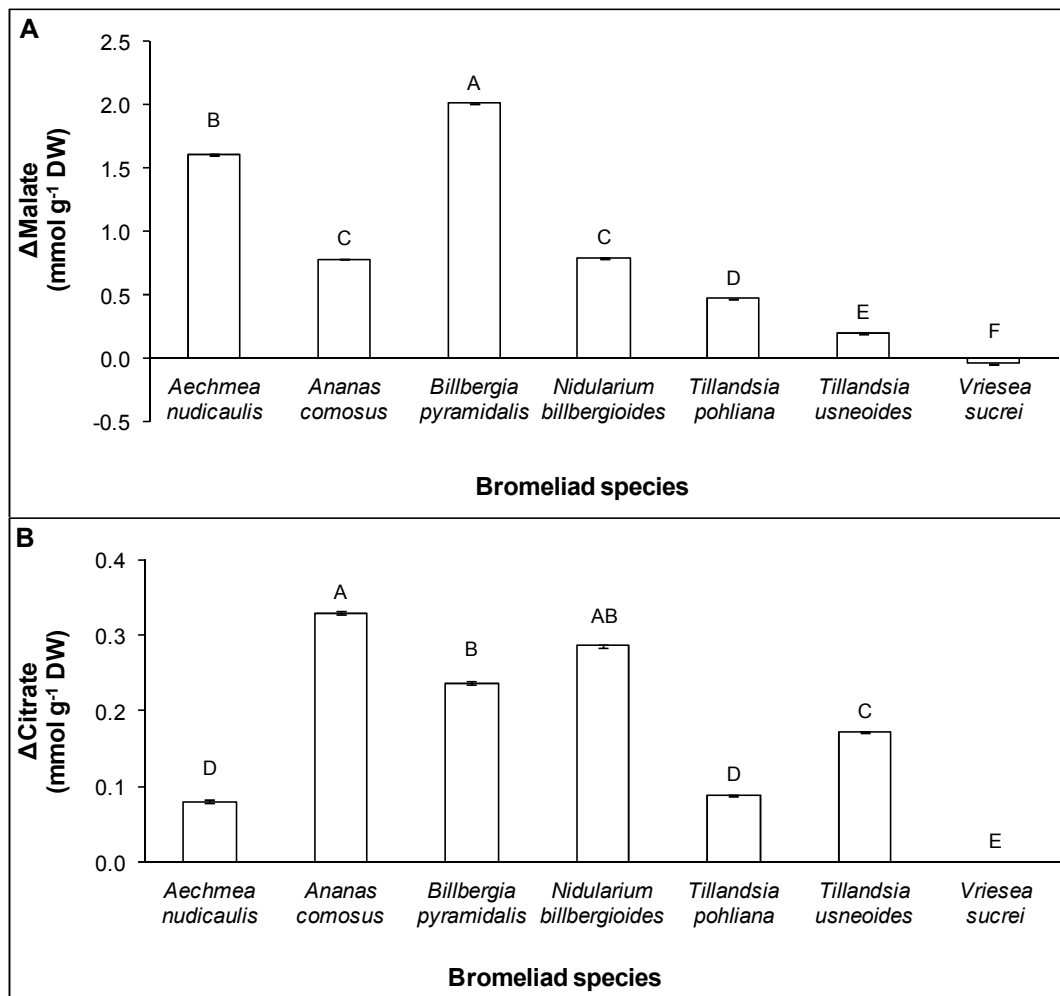 A
ΔMalate
(mmol g-1 DW)
2.5
2.0
1.5
1.0
0.5
0.0
-0.5
B
C
A
C
D
E
F
Aechmea nudicaulis
Ananas comosus
Billbergia pyramidalis
Nidularium billbergioides
Tillandsia pohliana
Tillandsia usneoides
Vriesea sucrei
Bromeliad species
B
ΔCitrate
(mmol g-1 DW)
0.4
0.3
0.2
0.1
0.0
D
A
B
AB
D
C
E
Aechmea nudicaulis
Ananas comosus
Billbergia pyramidalis
Nidularium billbergioides
Tillandsia pohliana
Tillandsia usneoides
Vriesea sucrei
Bromeliad species